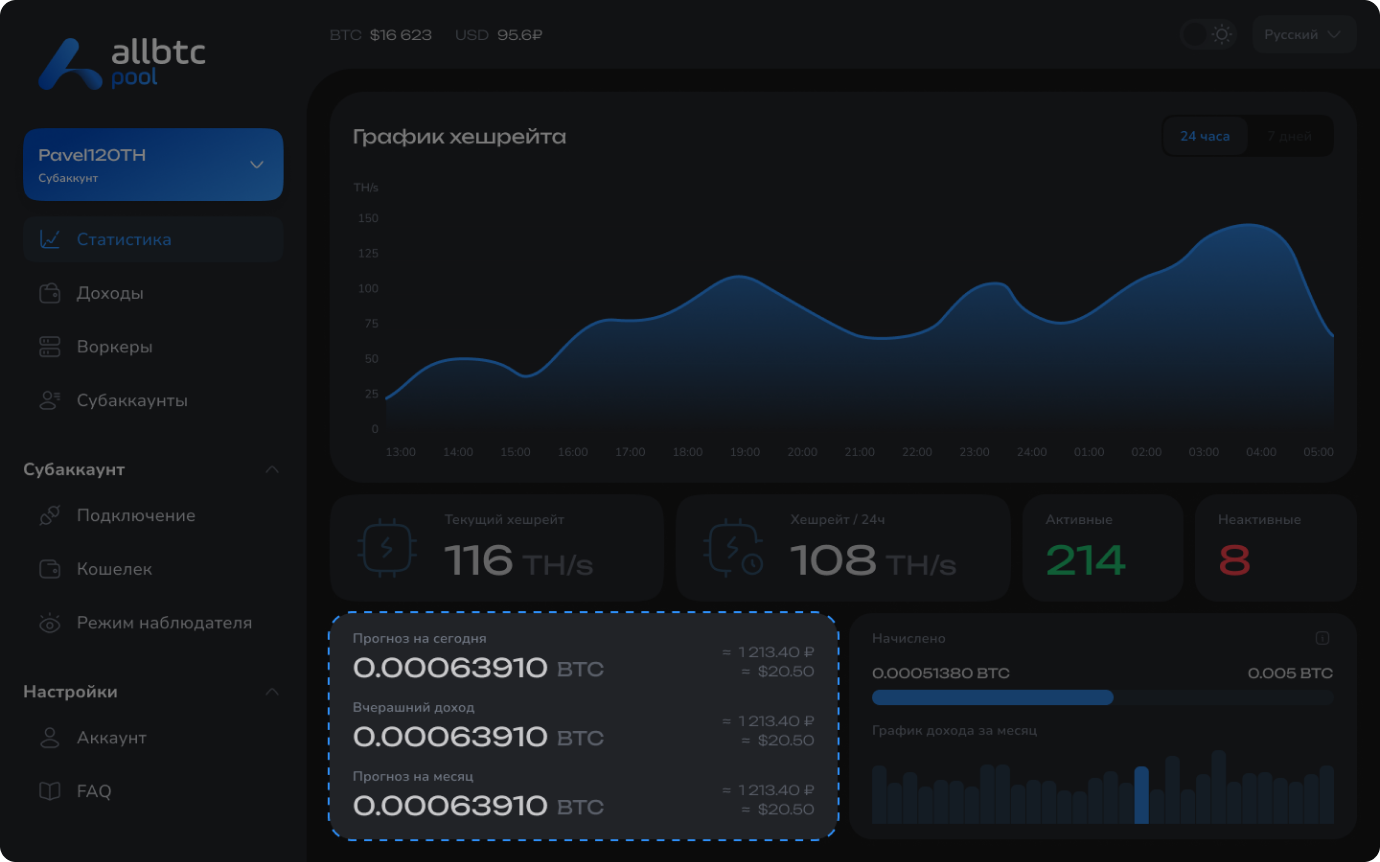 allbtc
pool
BTC $16 623 USD 95.6₽
Русский
Pavel120TH
Субаккунт
Статистика
Доходы
Воркеры
Субаккаунты
Субаккаунт
Подключение
Кошелек
Режим наблюдателя
Настройки
Аккаунт
FAQ
График хешрейта
24 часа 7 дней
TH/s
150
125
100
75
50
25
0
13:00 14:00 15:00 16:00 17:00 18:00 19:00 20:00 21:00 22:00 23:00 24:00 01:00 02:00 03:00 04:00 05:00
Текущий хешрейт
116 TH/s
Хешрейт / 24ч
108 TH/s
Активные
214
Неактивные
8
Прогноз на сегодня
0.00063910 BTC
= 1 213.40 ₽
= $20.50
Вчерашний доход
0.00063910 BTC
= 1 213.40 ₽
= $20.50
Прогноз на месяц
0.00063910 BTC
= 1 213.40 ₽
= $20.50
Начислено
0.00051380 BTC 0.005 BTC
График дохода за месяц